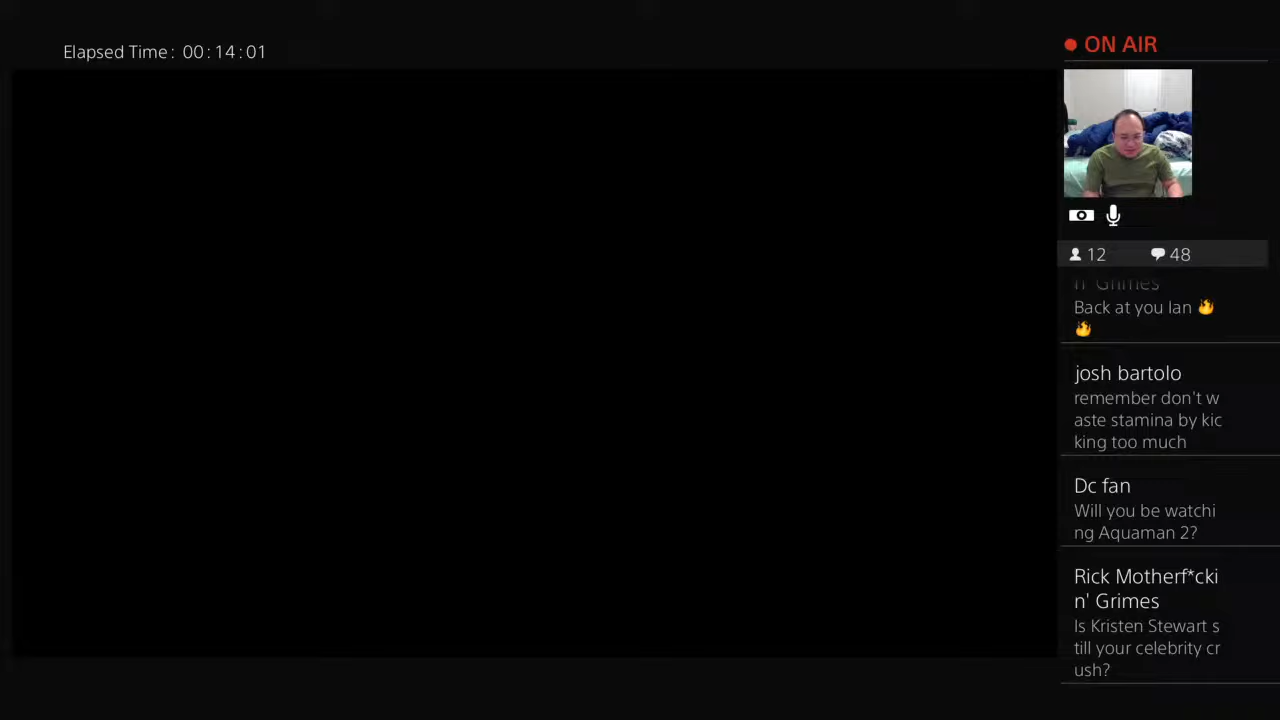 Elapsed Time: 00:14:01
ON AIR
12 48
n' Grimes
Back at you Ian 🔥
🔥
josh bartolo
remember don't w
aste stamina by kic
king too much
Dc fan
Will you be watchi
ng Aquaman 2?
Rick Motherf*cki
n' Grimes
Is Kristen Stewart s
till your celebrity cr
ush?